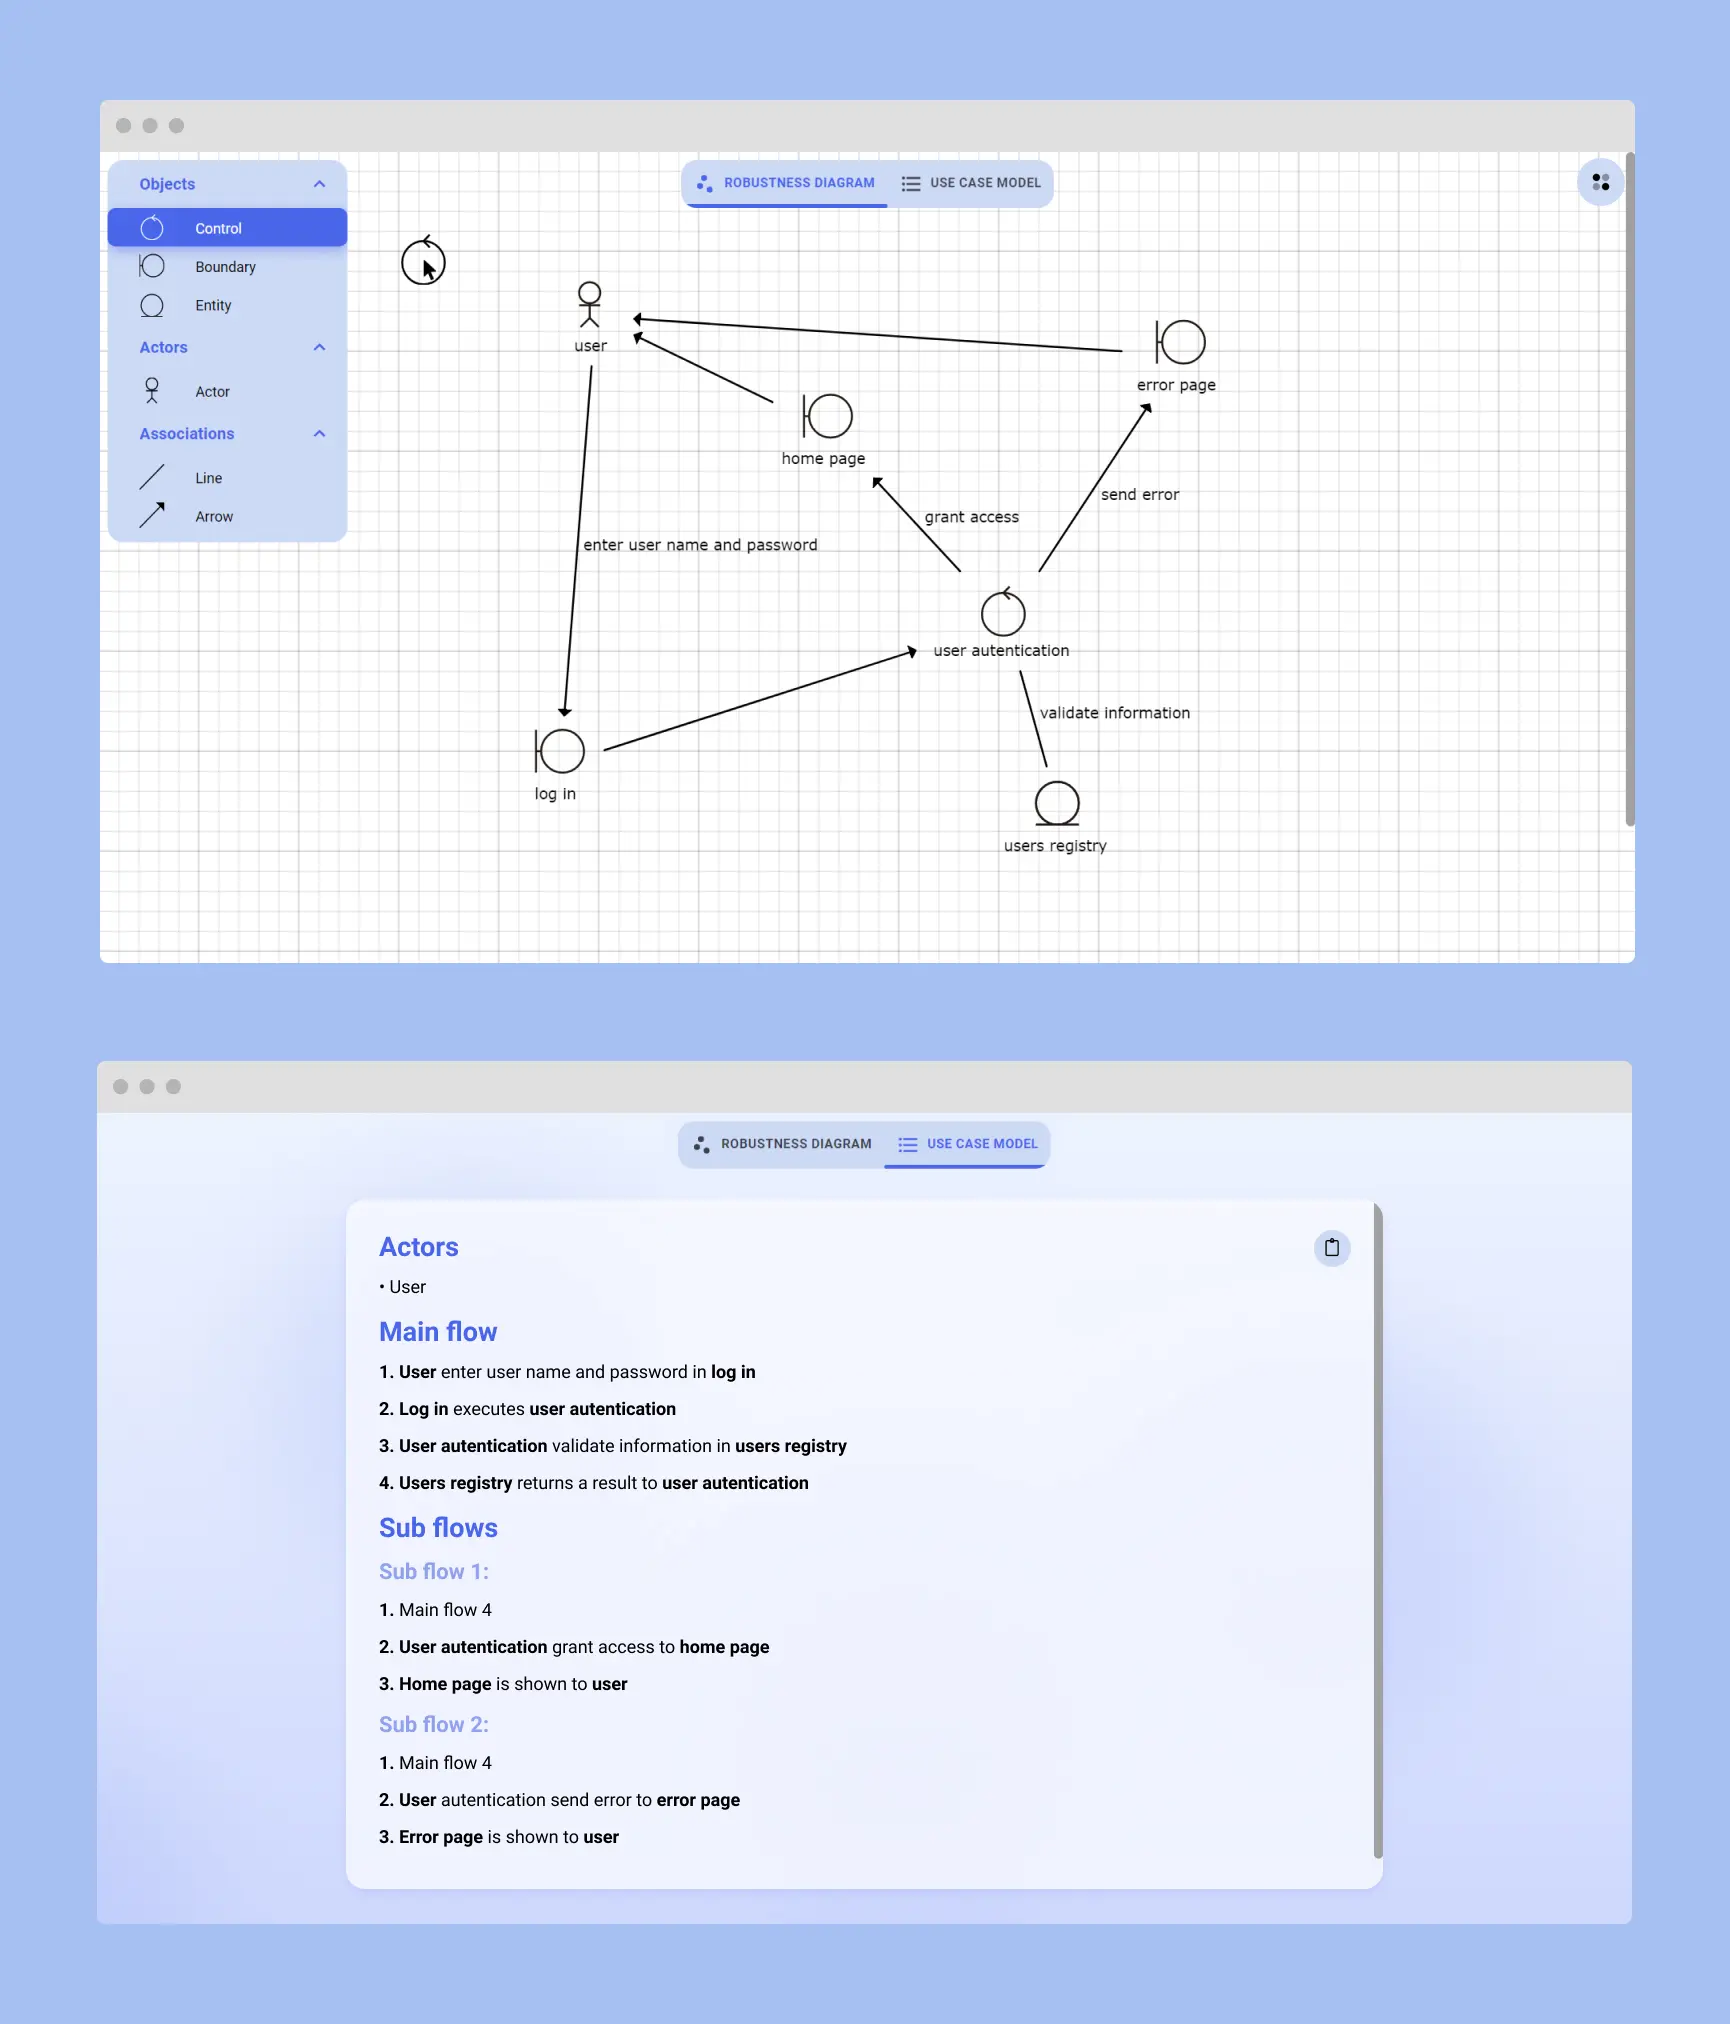 Objects
Control
Boundary
Entity
Actors
Actor
Associations
Line
Arrow
ROBUSTNESS DIAGRAM USE CASE MODEL
user
error page
home page
send error
grant access
enter user name and password
user autentication
validate information
log in
users registry
ROBUSTNESS DIAGRAM USE CASE MODEL
Actors
• User
Main flow
1. User enter user name and password in log in
2. Log in executes user autentication
3. User autentication validate information in users registry
4. Users registry returns a result to user autentication
Sub flows
Sub flow 1:
1. Main flow 4
2. User autentication grant access to home page
3. Home page is shown to user
Sub flow 2:
1. Main flow 4
2. User autentication send error to error page
3. Error page is shown to user